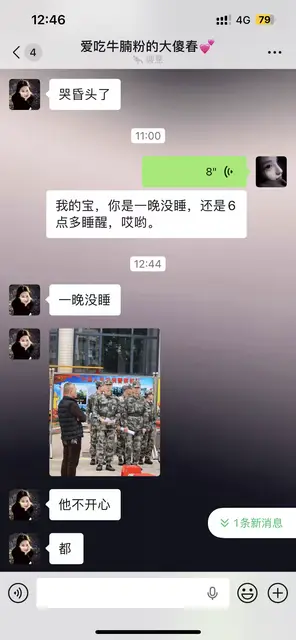 12:46
4G 79
4
爱吃牛腩粉的大傻春💕
哭昏头了
11:00
8"
我的宝，你是一晚没睡，还是6
点多睡醒，哎哟。
12:44
一晚没睡
他不开心
1条新消息
都